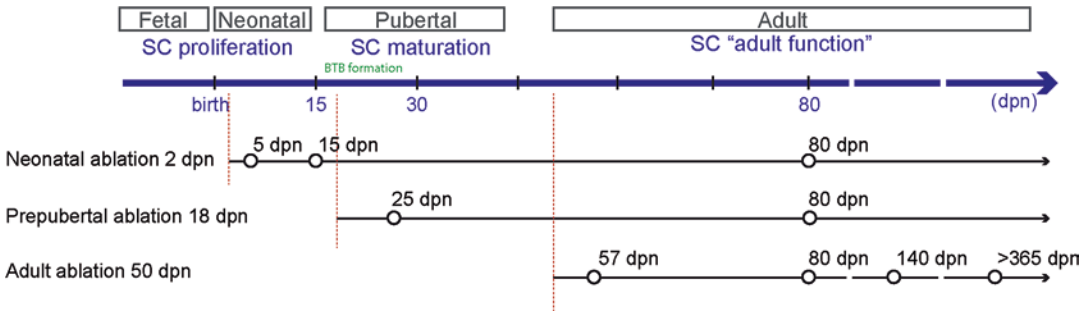 Fetal Neonatal Pubertal Adult
SC proliferation SC maturation SC “adult function”
BTB formation
birth 15 30 80 (dpn)
5 dpn 15 dpn 80 dpn
Neonatal ablation 2 dpn
25 dpn 80 dpn
Prepubertal ablation 18 dpn
57 dpn 80 dpn 140 dpn >365 dpm
Adult ablation 50 dpn